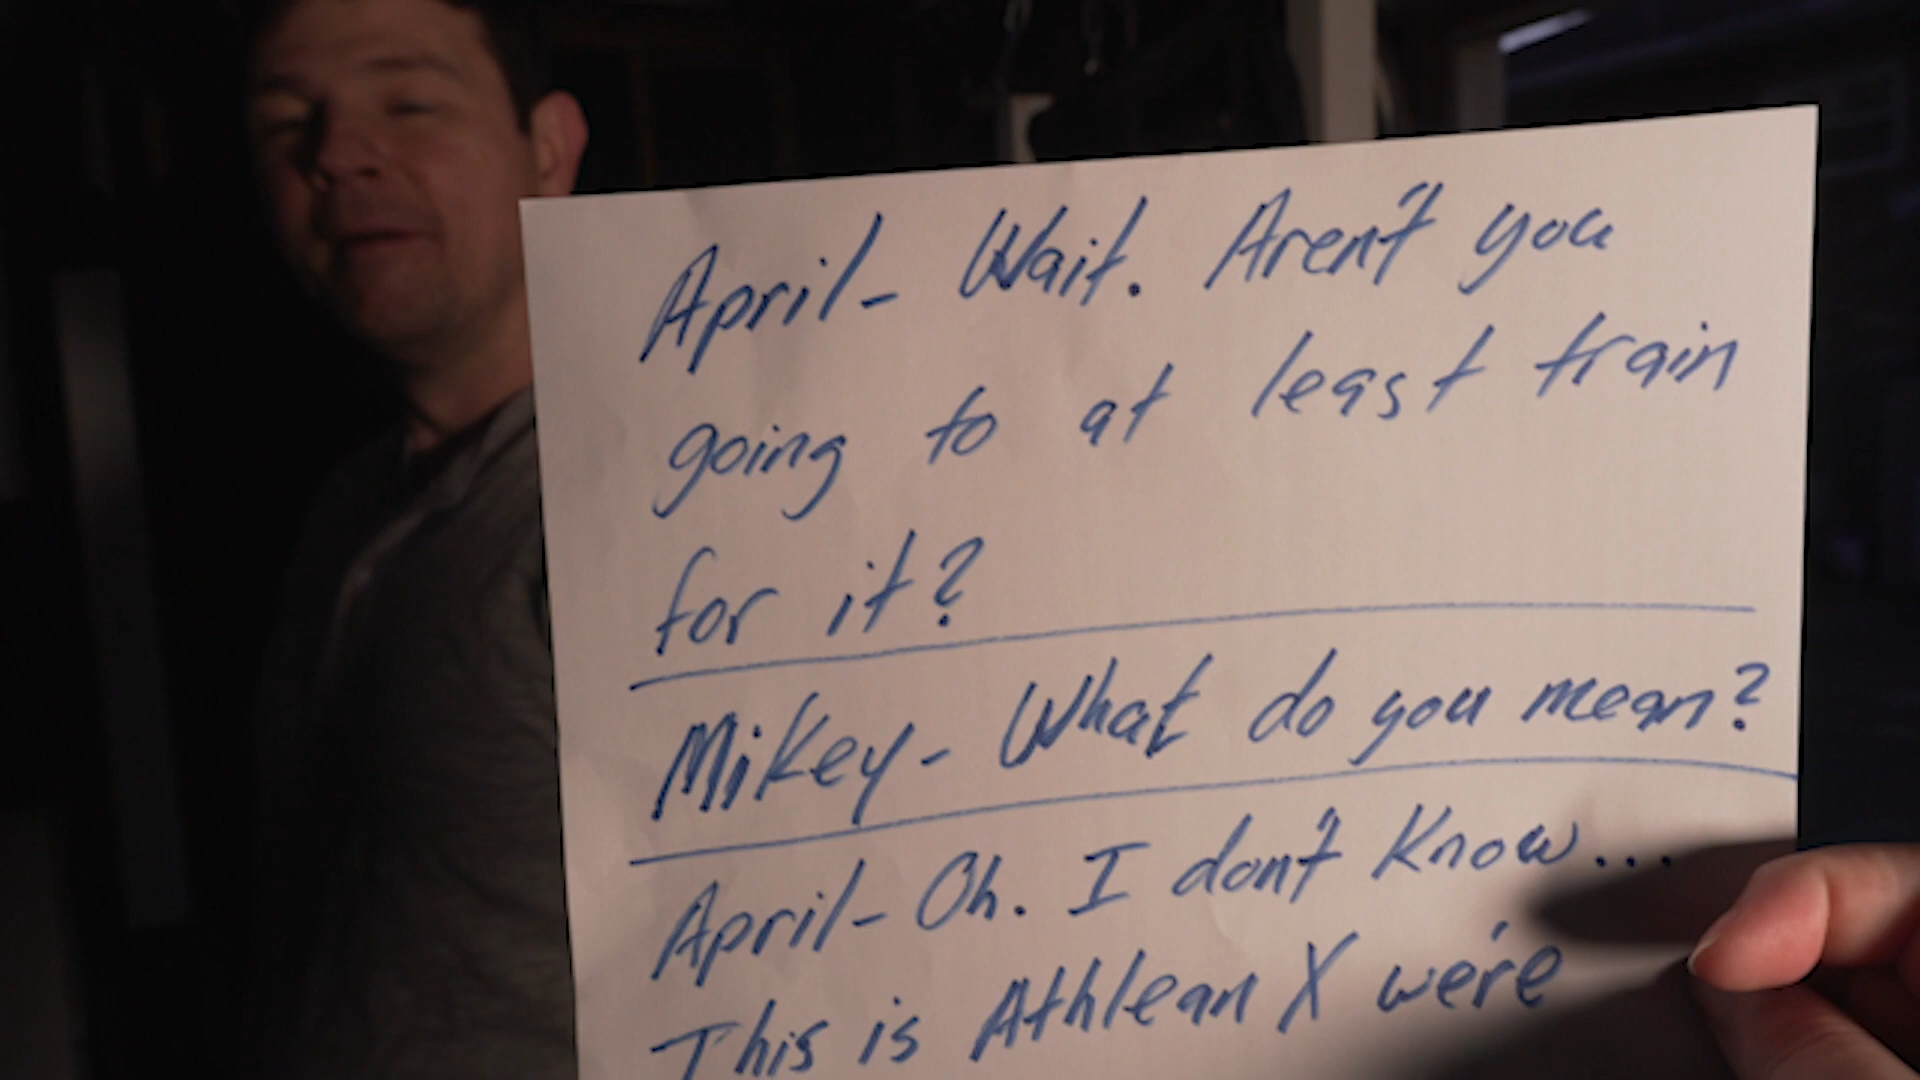 April- Wait. Aren't you
going to at least train
for it?
Mikey- What do you mean?
April- Oh. I don't know...
This is Athlean X we're